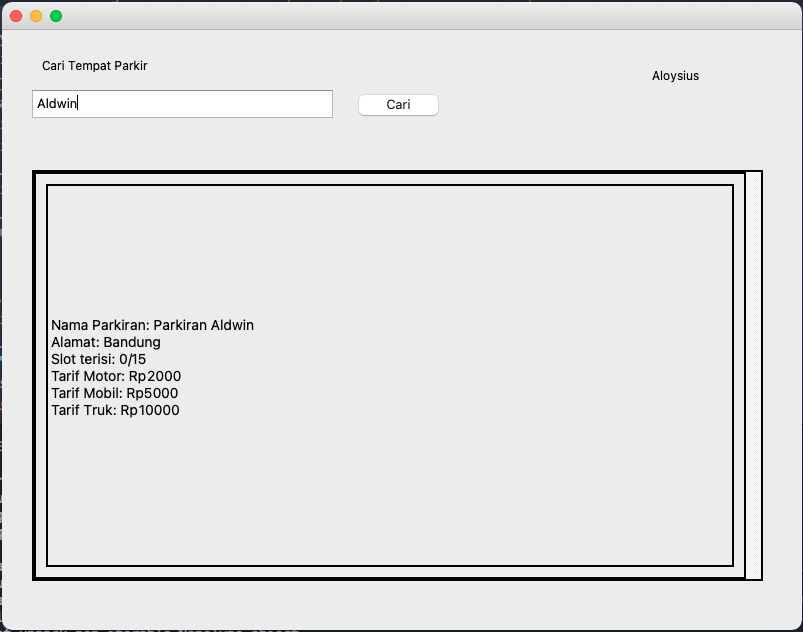 Cari Tempat Parkir
Aloysius
Aldwin
Cari
Nama Parkiran: Parkiran Aldwin
Alamat: Bandung
Slot terisi: 0/15
Tarif Motor: Rp2000
Tarif Mobil: Rp5000
Tarif Truk: Rp10000